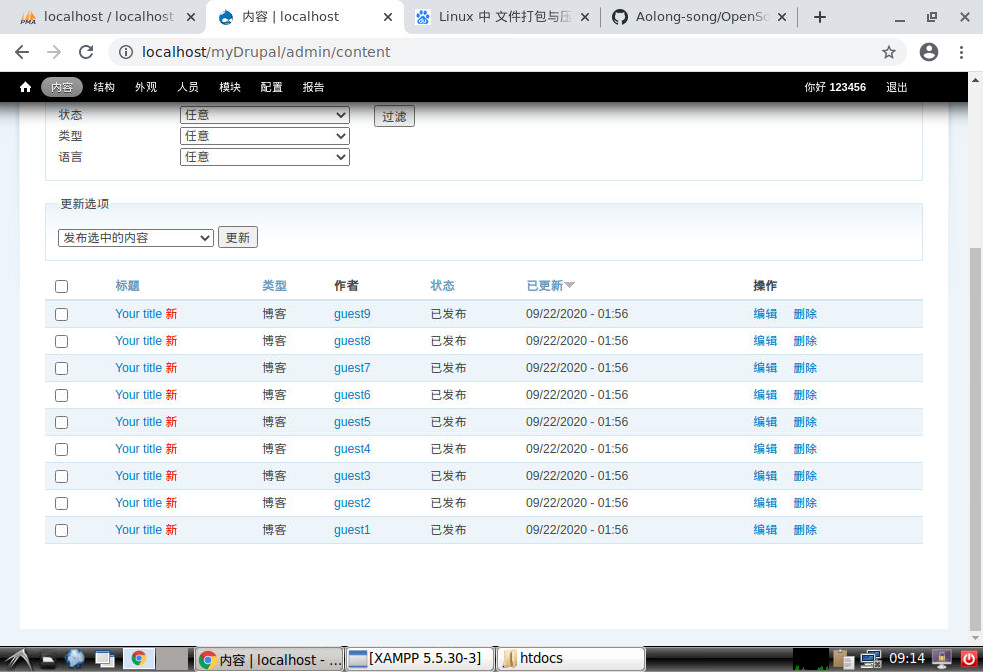 localhost / localhost
内容 | localhost
Linux 中 文件打包与压
Aolong-song/OpenSo
localhost/myDrupal/admin/content
内容 结构 外观 人员 模块 配置 报告 你好 123456 退出
状态 任意 过滤
类型 任意
语言 任意
更新选项
发布选中的内容 更新
标题 类型 作者 状态 已更新 操作
Your title 新 博客 guest9 已发布 09/22/2020 - 01:56 编辑 删除
Your title 新 博客 guest8 已发布 09/22/2020 - 01:56 编辑 删除
Your title 新 博客 guest7 已发布 09/22/2020 - 01:56 编辑 删除
Your title 新 博客 guest6 已发布 09/22/2020 - 01:56 编辑 删除
Your title 新 博客 guest5 已发布 09/22/2020 - 01:56 编辑 删除
Your title 新 博客 guest4 已发布 09/22/2020 - 01:56 编辑 删除
Your title 新 博客 guest3 已发布 09/22/2020 - 01:56 编辑 删除
Your title 新 博客 guest2 已发布 09/22/2020 - 01:56 编辑 删除
Your title 新 博客 guest1 已发布 09/22/2020 - 01:56 编辑 删除
内容 | localhost - ... [XAMPP 5.5.30-3] htdocs 09:14